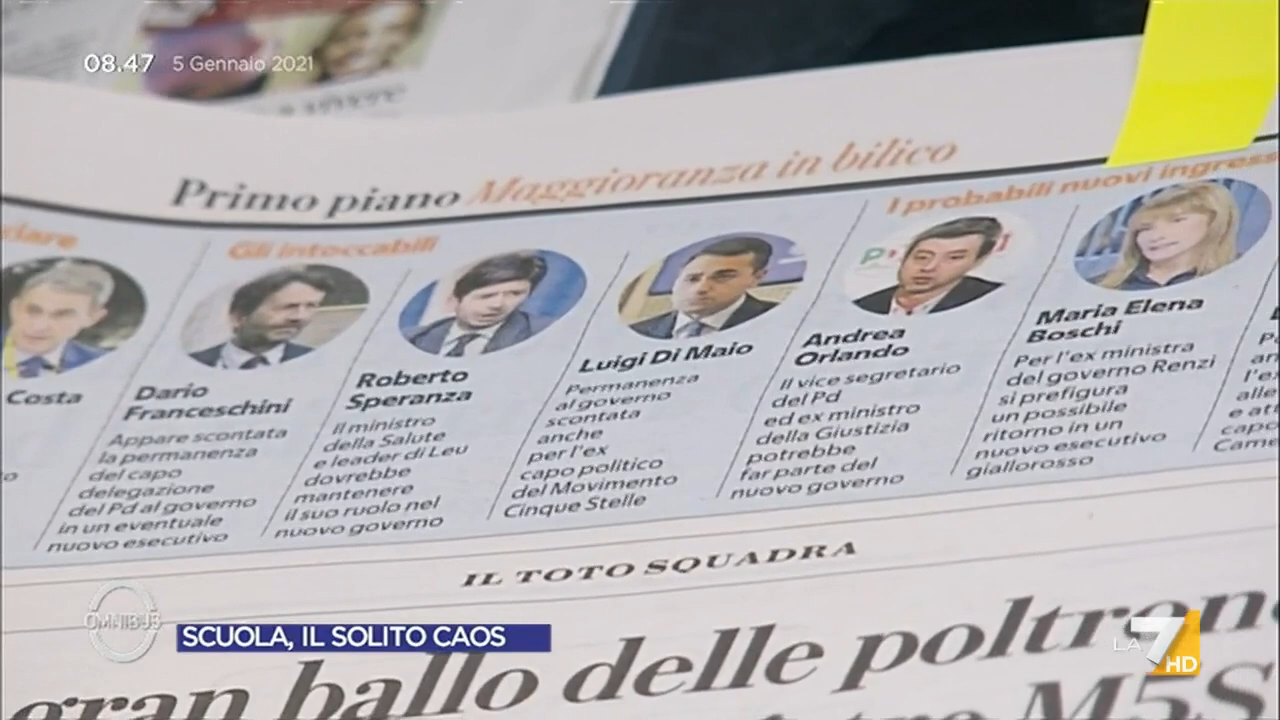 08.47 5 Gennaio 2021
Primo piano Maggioranza in bilico
Gli intoccabili
I probabili nuovi ingress
Costa
Dario
Franceschini
Appare scontata
la permanenza
del capo
delegazione
del Pd al governo
in un eventuale
nuovo esecutivo
Roberto
Speranza
Il ministro
della Salute
e leader di Leu
dovrebbe
mantenere
il suo ruolo nel
nuovo governo
Luigi Di Maio
Permanenza
al governo
scontata
anche
per l'ex
capo politico
del Movimento
Cinque Stelle
Andrea
Orlando
Il vice segretario
del Pd
ed ex ministro
della Giustizia
potrebbe
far parte del
nuovo governo
Maria Elena
Boschi
Per l'ex ministra
del governo Renzi
si prefigura
un possibile
ritorno in un
nuovo esecutivo
giallorosso
IL TOTO SQUADRA
gran ballo delle poltron
M5S
OMNIBUS
SCUOLA, IL SOLITO CAOS
LA 7 HD